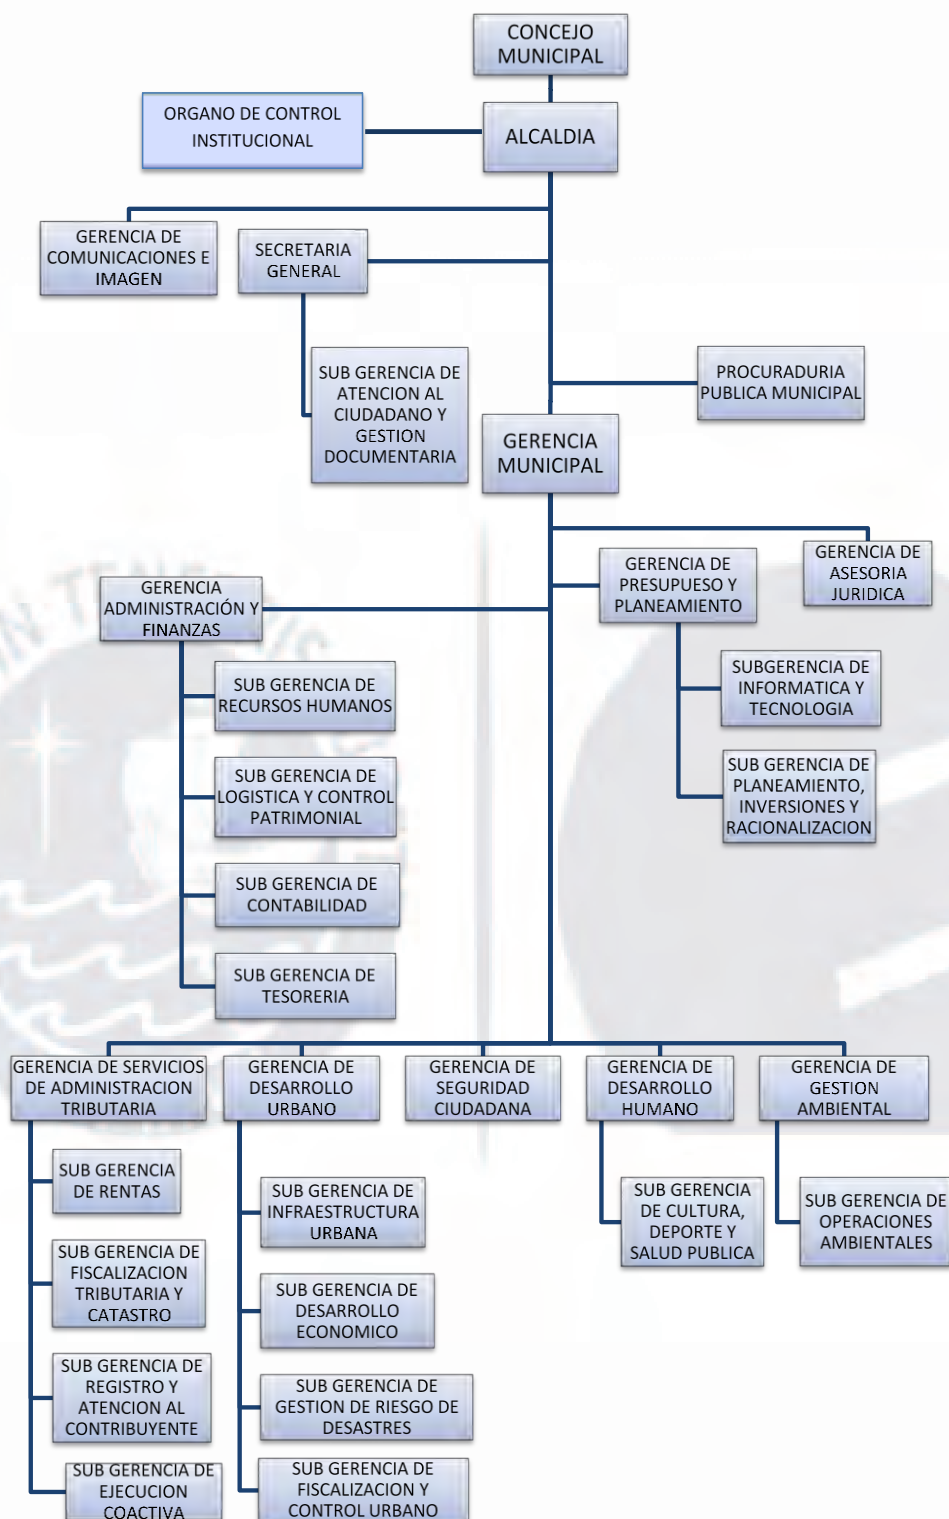 CONCEJO
MUNICIPAL
ORGANO DE CONTROL
INSTITUCIONAL
ALCALDIA
GERENCIA DE
COMUNICACIONES E
IMAGEN
SECRETARIA
GENERAL
SUB GERENCIA DE
ATENCION AL
CIUDADANO Y
GESTION
DOCUMENTARIA
PROCURADURIA
PUBLICA MUNICIPAL
GERENCIA
MUNICIPAL
GERENCIA DE
ASESORIA
JURIDICA
GERENCIA DE
PRESUPUESO Y
PLANEAMIENTO
GERENCIA
ADMINISTRACIÓN Y
FINANZAS
SUBGERENCIA DE
INFORMATICA Y
TECNOLOGIA
SUB GERENCIA DE
PLANEAMIENTO,
INVERSIONES Y
RACIONALIZACION
SUB GERENCIA DE
RECURSOS HUMANOS
SUB GERENCIA DE
LOGISTICA Y CONTROL
PATRIMONIAL
SUB GERENCIA DE
CONTABILIDAD
SUB GERENCIA DE
TESORERIA
GERENCIA DE SERVICIOS
DE ADMINISTRACION
TRIBUTARIA
GERENCIA DE
DESARROLLO
URBANO
GERENCIA DE
SEGURIDAD
CIUDADANA
GERENCIA DE
DESARROLLO
HUMANO
GERENCIA DE
GESTION
AMBIENTAL
SUB GERENCIA
DE RENTAS
SUB GERENCIA DE
FISCALIZACION
TRIBUTARIA Y
CATASTRO
SUB GERENCIA DE
REGISTRO Y
ATENCION AL
CONTRIBUYENTE
SUB GERENCIA DE
EJECUCION
COACTIVA
SUB GERENCIA DE
INFRAESTRUCTURA
URBANA
SUB GERENCIA DE
DESARROLLO
ECONOMICO
SUB GERENCIA DE
GESTION DE RIESGO DE
DESASTRES
SUB GERENCIA DE
FISCALIZACION Y
CONTROL URBANO
SUB GERENCIA
DE CULTURA,
DEPORTE Y
SALUD PUBLICA
SUB GERENCIA DE
OPERACIONES
AMBIENTALES